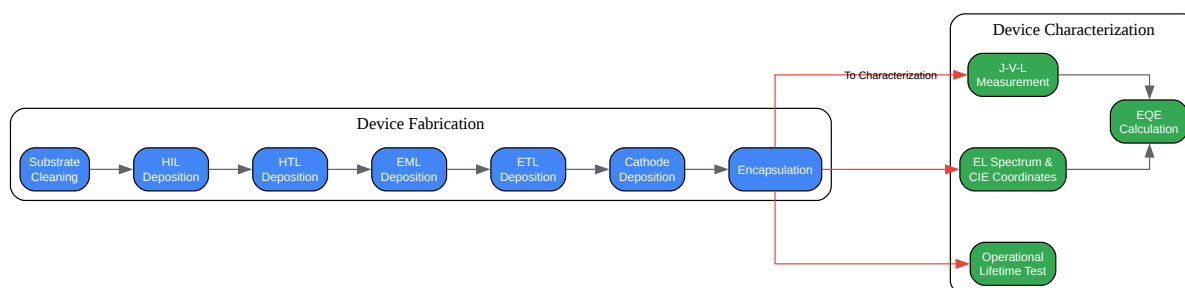 Device Characterization
J-V-L
Measurement
To Characterization
EQE
Calculation
Device Fabrication
Substrate
Cleaning
HIL
Deposition
HTL
Deposition
EML
Deposition
ETL
Deposition
Cathode
Deposition
Encapsulation
EL Spectrum &
CIE Coordinates
Operational
Lifetime Test